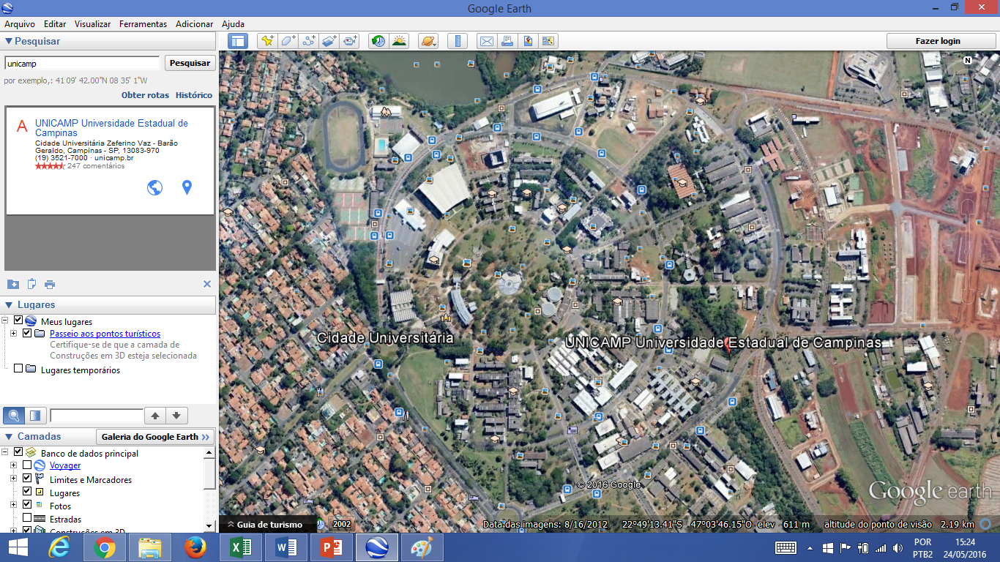 Google Earth
Arquivo Editar Visualizar Ferramentas Adicionar Ajuda
Pesquisar
Fazer login
unicamp
Pesquisar
por exemplo,: 41 09' 42.00"N 08 35' 1"W
Obter rotas Histórico
A
UNICAMP Universidade Estadual de
Campinas
Cidade Universitária Zeferino Vaz - Barão
Geraldo, Campinas - SP, 13083-970
(19) 3521-7000 · unicamp.br
247 comentários
N
Lugares
Meus lugares
Passeio aos pontos turísticos
Certifique-se de que a camada de
Construções em 3D esteja selecionada
Lugares temporários
Cidade Universitária
UNICAMP Universidade Estadual de Campinas
Camadas
Galeria do Google Earth
Banco de dados principal
Voyager
Limites e Marcadores
Lugares
Fotos
Estradas
Construções em 3D
© 2016 Google
Google earth
Guia de turismo
2002
Data das imagens: 8/16/2012 22°49'13.41"S 47°03'46.15"O elev 611 m altitude do ponto de visão 2.19 km
POR
PTB2
15:24
24/05/2016